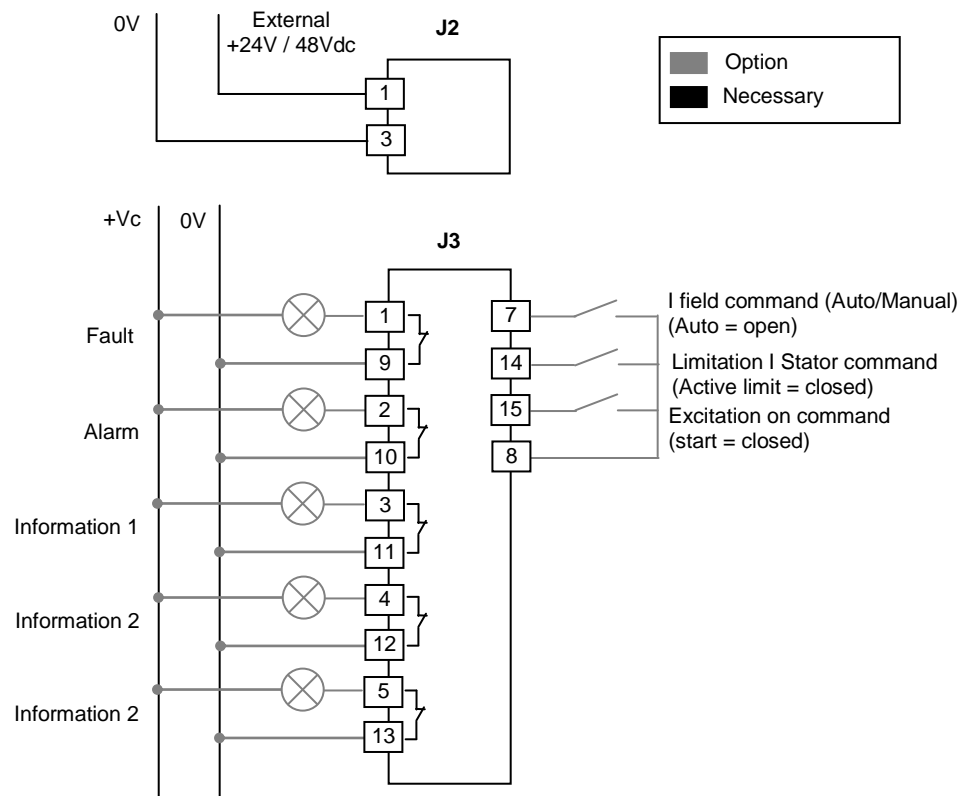 0V
External
+24V / 48Vdc
J2
1
3
Option
Necessary
+Vc
0V
J3
Fault
1
9
Alarm
2
10
Information 1
3
11
Information 2
4
12
Information 2
5
13
7
I field command (Auto/Manual)
(Auto = open)
14
Limitation I Stator command
(Active limit = closed)
15
Excitation on command
(start = closed)
8